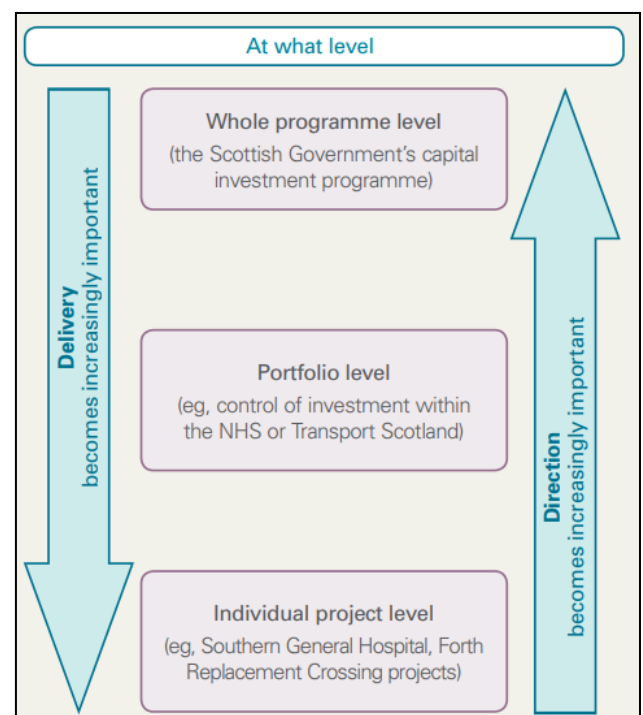 At what level
Delivery
becomes increasingly important
Whole programme level
(the Scottish Government's capital
investment programme)
Portfolio level
(eg, control of investment within
the NHS or Transport Scotland)
Individual project level
(eg, Southern General Hospital, Forth
Replacement Crossing projects)
Direction
becomes increasingly important